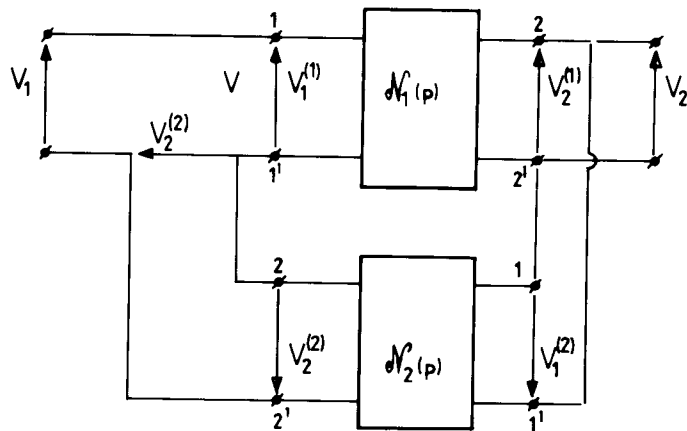 1 2
V₁ V V₁⁽¹⁾ 𝒩₁(p) V₂⁽¹⁾ V₂
V₂⁽²⁾
1' 2'
2 1
V₂⁽²⁾ 𝒩₂(p) V₁⁽²⁾
2' 1'